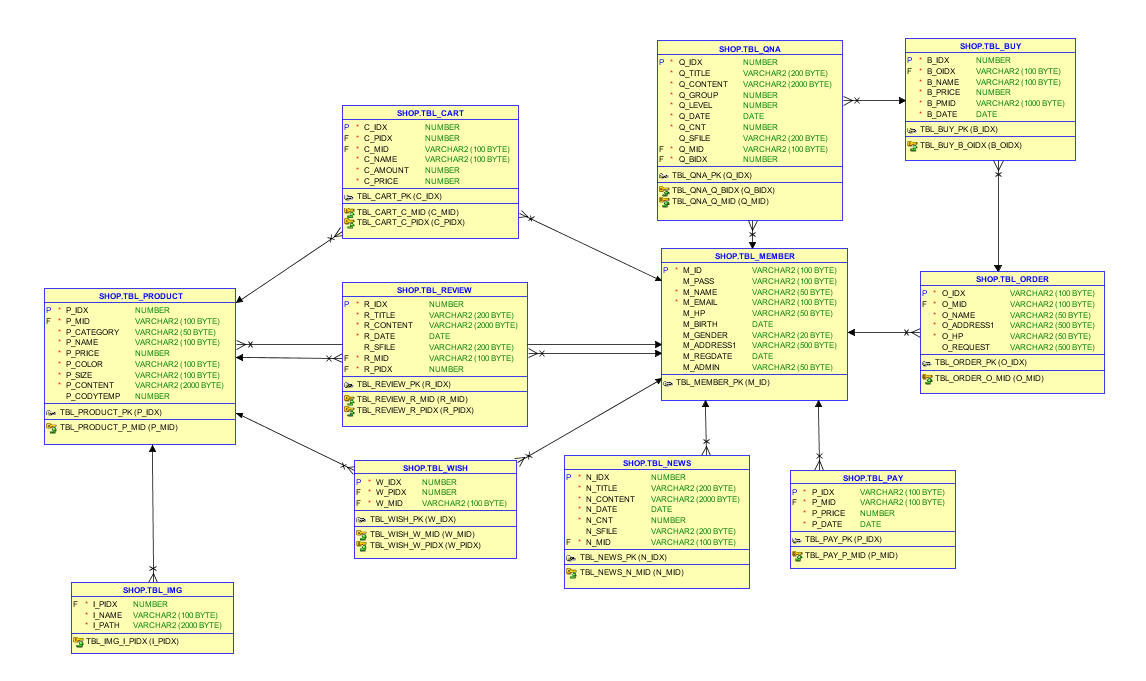 SHOP.TBL_QNA
P * Q_IDX NUMBER
* Q_TITLE VARCHAR2 (200 BYTE)
* Q_CONTENT VARCHAR2 (2000 BYTE)
* Q_GROUP NUMBER
* Q_LEVEL NUMBER
* Q_DATE DATE
* Q_CNT NUMBER
Q_SFILE VARCHAR2 (200 BYTE)
F * Q_MID VARCHAR2 (100 BYTE)
F * Q_BIDX NUMBER
TBL_QNA_PK (Q_IDX)
TBL_QNA_Q_BIDX (Q_BIDX)
TBL_QNA_Q_MID (Q_MID)
SHOP.TBL_BUY
P * B_IDX NUMBER
F * B_OIDX VARCHAR2 (100 BYTE)
* B_NAME VARCHAR2 (100 BYTE)
* B_PRICE NUMBER
* B_PMID VARCHAR2 (1000 BYTE)
* B_DATE DATE
TBL_BUY_PK (B_IDX)
TBL_BUY_B_OIDX (B_OIDX)
SHOP.TBL_CART
P * C_IDX NUMBER
F * C_PIDX NUMBER
F * C_MID VARCHAR2 (100 BYTE)
* C_NAME VARCHAR2 (100 BYTE)
* C_AMOUNT NUMBER
* C_PRICE NUMBER
TBL_CART_PK (C_IDX)
TBL_CART_C_MID (C_MID)
TBL_CART_C_PIDX (C_PIDX)
SHOP.TBL_MEMBER
P * M_ID VARCHAR2 (100 BYTE)
M_PASS VARCHAR2 (100 BYTE)
* M_NAME VARCHAR2 (50 BYTE)
* M_EMAIL VARCHAR2 (100 BYTE)
M_HP VARCHAR2 (50 BYTE)
M_BIRTH DATE
M_GENDER VARCHAR2 (20 BYTE)
M_ADDRESS1 VARCHAR2 (500 BYTE)
M_REGDATE DATE
M_ADMIN VARCHAR2 (50 BYTE)
TBL_MEMBER_PK (M_ID)
SHOP.TBL_ORDER
P * O_IDX VARCHAR2 (100 BYTE)
F * O_MID VARCHAR2 (100 BYTE)
* O_NAME VARCHAR2 (50 BYTE)
* O_ADDRESS1 VARCHAR2 (500 BYTE)
* O_HP VARCHAR2 (50 BYTE)
* O_REQUEST VARCHAR2 (500 BYTE)
TBL_ORDER_PK (O_IDX)
TBL_ORDER_O_MID (O_MID)
SHOP.TBL_PRODUCT
P * P_IDX NUMBER
F * P_MID VARCHAR2 (100 BYTE)
* P_CATEGORY VARCHAR2 (50 BYTE)
* P_NAME VARCHAR2 (100 BYTE)
* P_PRICE NUMBER
* P_COLOR VARCHAR2 (100 BYTE)
* P_SIZE VARCHAR2 (100 BYTE)
* P_CONTENT VARCHAR2 (2000 BYTE)
P_CODYTEMP NUMBER
TBL_PRODUCT_PK (P_IDX)
TBL_PRODUCT_P_MID (P_MID)
SHOP.TBL_REVIEW
P * R_IDX NUMBER
* R_TITLE VARCHAR2 (200 BYTE)
* R_CONTENT VARCHAR2 (2000 BYTE)
* R_DATE DATE
R_SFILE VARCHAR2 (200 BYTE)
F * R_MID VARCHAR2 (100 BYTE)
F * R_PIDX NUMBER
TBL_REVIEW_PK (R_IDX)
TBL_REVIEW_R_MID (R_MID)
TBL_REVIEW_R_PIDX (R_PIDX)
SHOP.TBL_WISH
P * W_IDX NUMBER
F * W_PIDX NUMBER
F * W_MID VARCHAR2 (100 BYTE)
TBL_WISH_PK (W_IDX)
TBL_WISH_W_MID (W_MID)
TBL_WISH_W_PIDX (W_PIDX)
SHOP.TBL_NEWS
P * N_IDX NUMBER
* N_TITLE VARCHAR2 (200 BYTE)
* N_CONTENT VARCHAR2 (2000 BYTE)
* N_DATE DATE
* N_CNT NUMBER
N_SFILE VARCHAR2 (200 BYTE)
F * N_MID VARCHAR2 (100 BYTE)
TBL_NEWS_PK (N_IDX)
TBL_NEWS_N_MID (N_MID)
SHOP.TBL_PAY
P * P_IDX VARCHAR2 (100 BYTE)
F * P_MID VARCHAR2 (100 BYTE)
* P_PRICE NUMBER
* P_DATE DATE
TBL_PAY_PK (P_IDX)
TBL_PAY_P_MID (P_MID)
SHOP.TBL_IMG
F * I_PIDX NUMBER
* I_NAME VARCHAR2 (100 BYTE)
* I_PATH VARCHAR2 (2000 BYTE)
TBL_IMG_I_PIDX (I_PIDX)